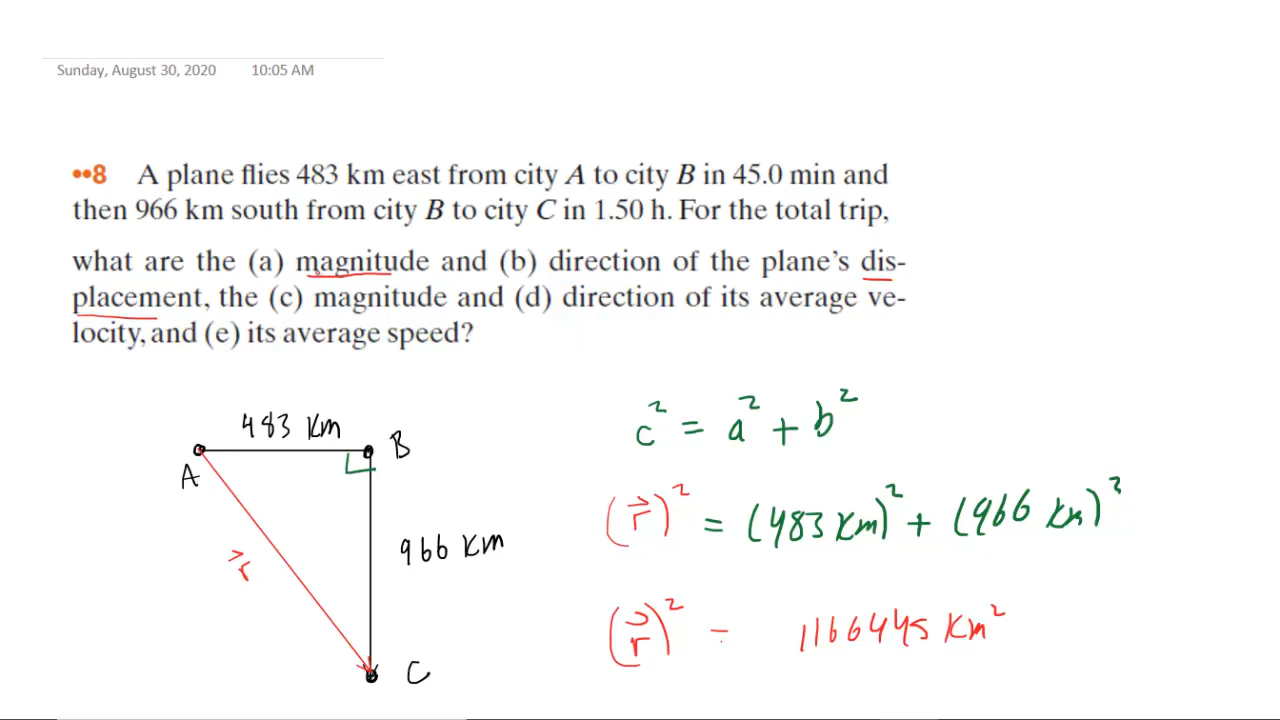 Sunday, August 30, 2020 10:05 AM
••8 A plane flies 483 km east from city A to city B in 45.0 min and
then 966 km south from city B to city C in 1.50 h. For the total trip,
what are the (a) magnitude and (b) direction of the plane's dis-
placement, the (c) magnitude and (d) direction of its average ve-
locity, and (e) its average speed?
483 Km
A
B
r⃗
966 Km
C
c² = a² + b²
(r⃗)² = (483 Km)² + (966 Km)²
(r⃗)² = 1166445 Km²